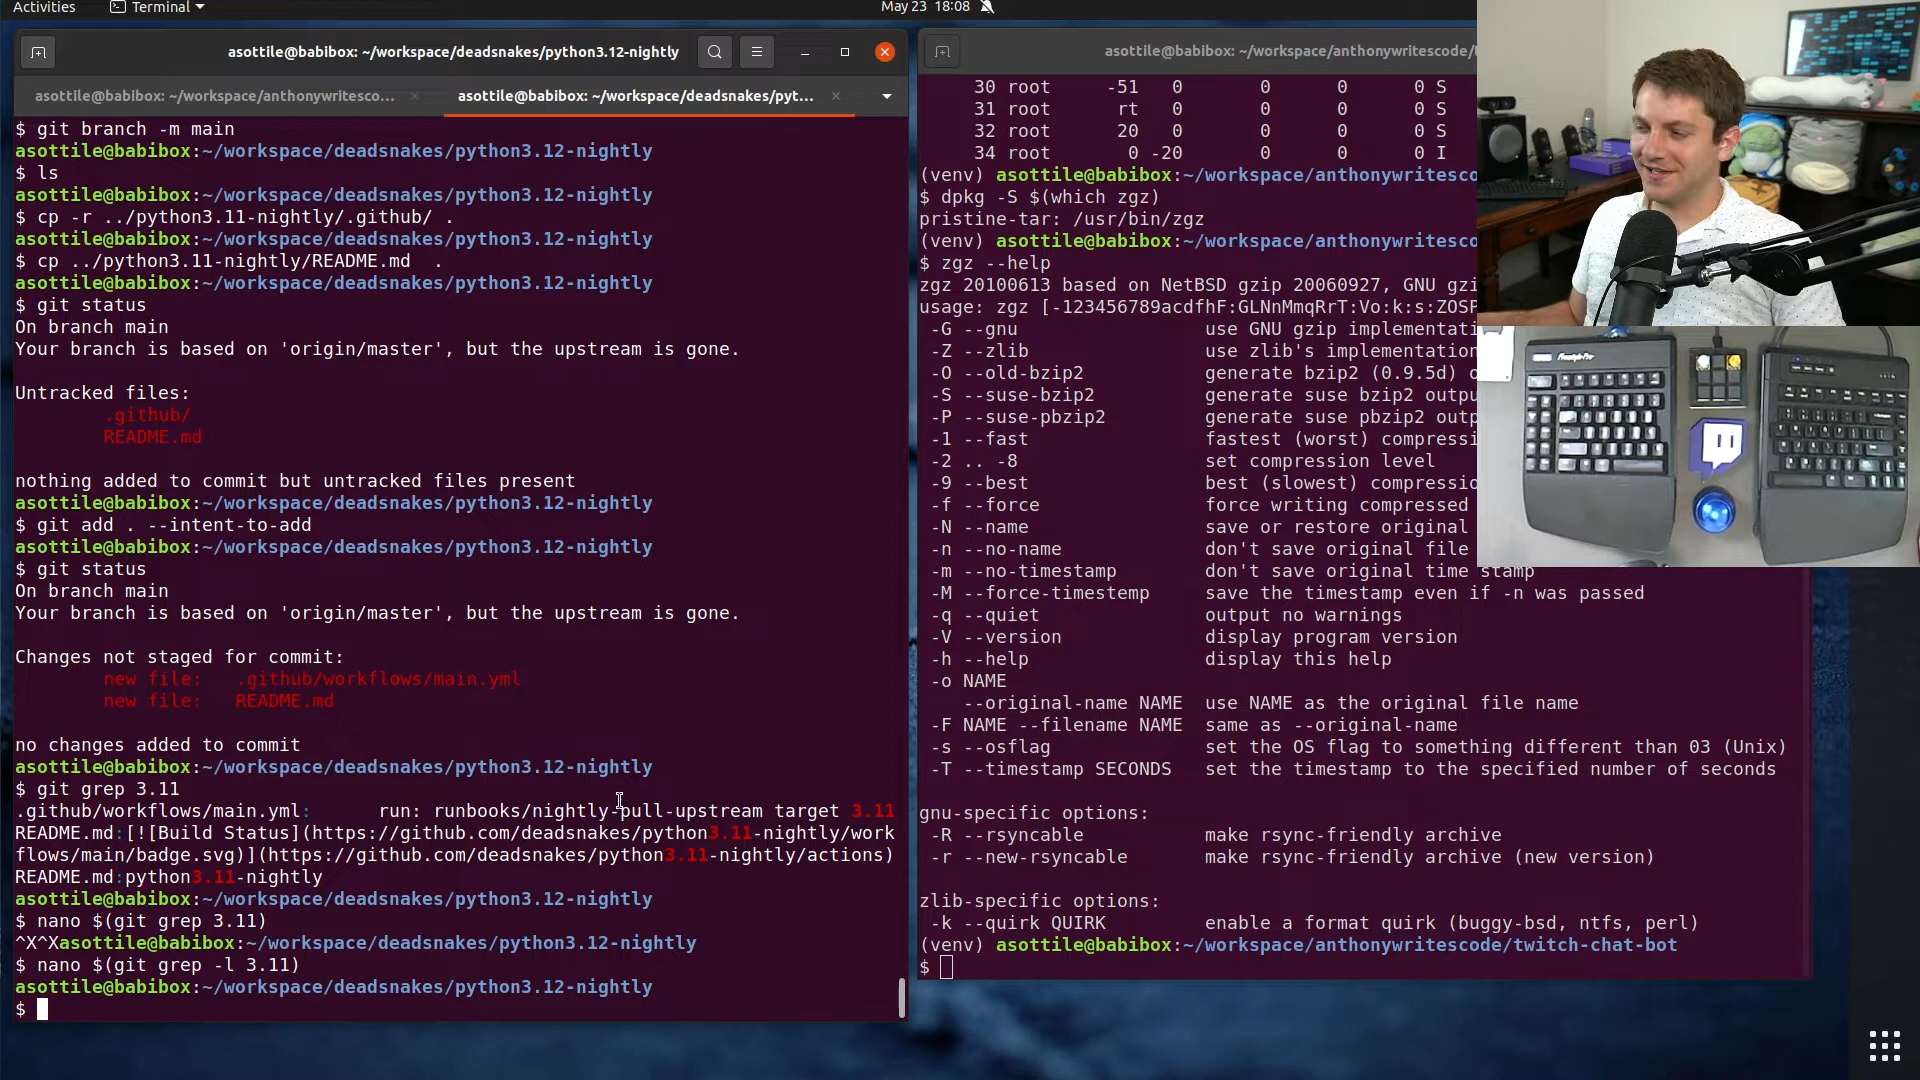 Activities
Terminal
May 23 18:08
asottile@babibox: ~/workspace/deadsnakes/python3.12-nightly
asottile@babibox: ~/workspace/anthonywritesco...
asottile@babibox: ~/workspace/deadsnakes/pyt...
$ git branch -m main
asottile@babibox:~/workspace/deadsnakes/python3.12-nightly
$ ls
asottile@babibox:~/workspace/deadsnakes/python3.12-nightly
$ cp -r ../python3.11-nightly/.github/ .
asottile@babibox:~/workspace/deadsnakes/python3.12-nightly
$ cp ../python3.11-nightly/README.md  .
asottile@babibox:~/workspace/deadsnakes/python3.12-nightly
$ git status
On branch main
Your branch is based on 'origin/master', but the upstream is gone.
Untracked files:
.github/
README.md
nothing added to commit but untracked files present
asottile@babibox:~/workspace/deadsnakes/python3.12-nightly
$ git add . --intent-to-add
asottile@babibox:~/workspace/deadsnakes/python3.12-nightly
$ git status
On branch main
Your branch is based on 'origin/master', but the upstream is gone.
Changes not staged for commit:
new file:   .github/workflows/main.yml
new file:   README.md
no changes added to commit
asottile@babibox:~/workspace/deadsnakes/python3.12-nightly
$ git grep 3.11
.github/workflows/main.yml:      run: runbooks/nightly-pull-upstream target 3.11
README.md:[![Build Status](https://github.com/deadsnakes/python3.11-nightly/work
flows/main/badge.svg)](https://github.com/deadsnakes/python3.11-nightly/actions)
README.md:python3.11-nightly
asottile@babibox:~/workspace/deadsnakes/python3.12-nightly
$ nano $(git grep 3.11)
^X^Xasottile@babibox:~/workspace/deadsnakes/python3.12-nightly
$ nano $(git grep -l 3.11)
asottile@babibox:~/workspace/deadsnakes/python3.12-nightly
$
asottile@babibox: ~/workspace/anthonywritescode/
30 root     -51   0       0      0      0 S
31 root      rt   0       0      0      0 S
32 root      20   0       0      0      0 S
34 root       0 -20       0      0      0 I
(venv) asottile@babibox:~/workspace/anthonywritesco
$ dpkg -S $(which zgz)
pristine-tar: /usr/bin/zgz
(venv) asottile@babibox:~/workspace/anthonywritesco
$ zgz --help
zgz 20100613 based on NetBSD gzip 20060927, GNU gzi
usage: zgz [-123456789acdfhF:GLNnMmqRrT:Vo:k:s:ZOSP
-G --gnu                 use GNU gzip implementati
-Z --zlib                use zlib's implementation
-O --old-bzip2           generate bzip2 (0.9.5d) o
-S --suse-bzip2          generate suse bzip2 outpu
-P --suse-pbzip2         generate suse pbzip2 outp
-1 --fast                fastest (worst) compressi
-2 .. -8                 set compression level
-9 --best                best (slowest) compressio
-f --force               force writing compressed
-N --name                save or restore original
-n --no-name             don't save original file
-m --no-timestamp        don't save original time stamp
-M --force-timestemp     save the timestamp even if -n was passed
-q --quiet               output no warnings
-V --version             display program version
-h --help                display this help
-o NAME
--original-name NAME  use NAME as the original file name
-F NAME --filename NAME  same as --original-name
-s --osflag              set the OS flag to something different than 03 (Unix)
-T --timestamp SECONDS   set the timestamp to the specified number of seconds
gnu-specific options:
-R --rsyncable           make rsync-friendly archive
-r --new-rsyncable       make rsync-friendly archive (new version)
zlib-specific options:
-k --quirk QUIRK         enable a format quirk (buggy-bsd, ntfs, perl)
(venv) asottile@babibox:~/workspace/anthonywritescode/twitch-chat-bot
$
Freestyle Pro